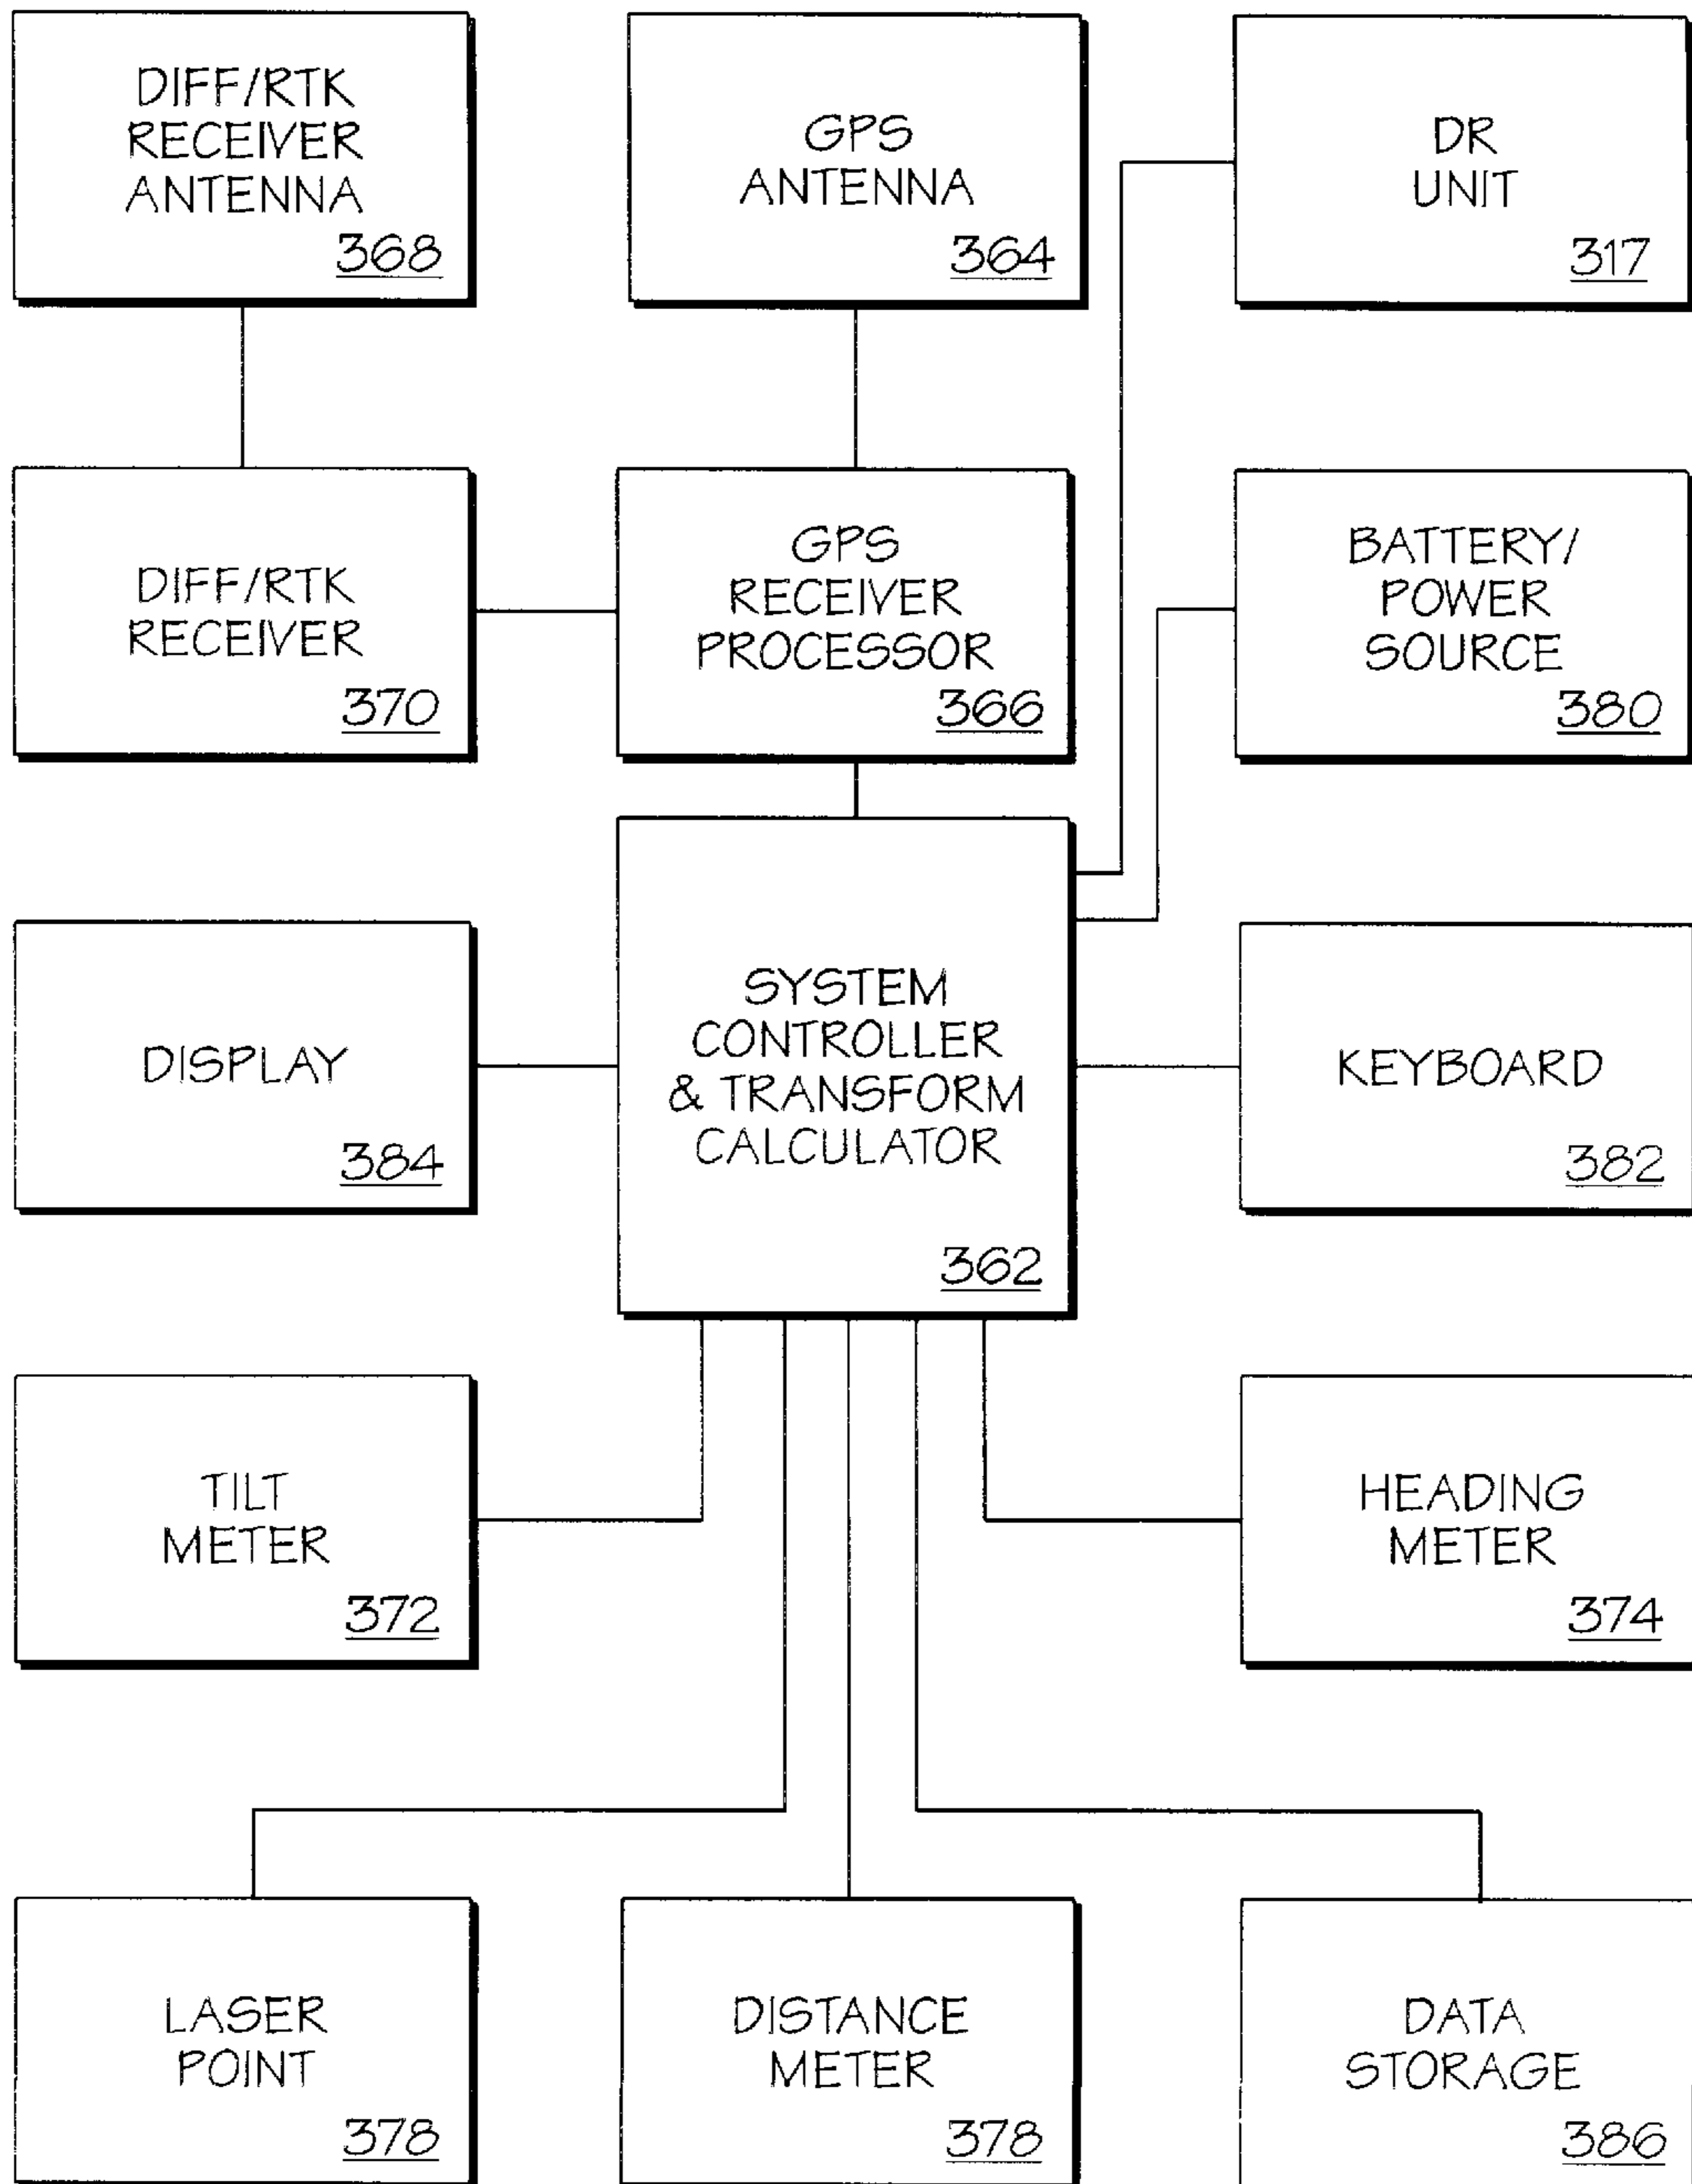 DIFF/RTK
RECEIVER
ANTENNA
368
GPS
ANTENNA
364
DR
UNIT
317
DIFF/RTK
RECEIVER
370
GPS
RECEIVER
PROCESSOR
366
BATTERY/
POWER
SOURCE
380
DISPLAY
384
SYSTEM
CONTROLLER
& TRANSFORM
CALCULATOR
362
KEYBOARD
382
TILT
METER
372
HEADING
METER
374
LASER
POINT
378
DISTANCE
METER
378
DATA
STORAGE
386